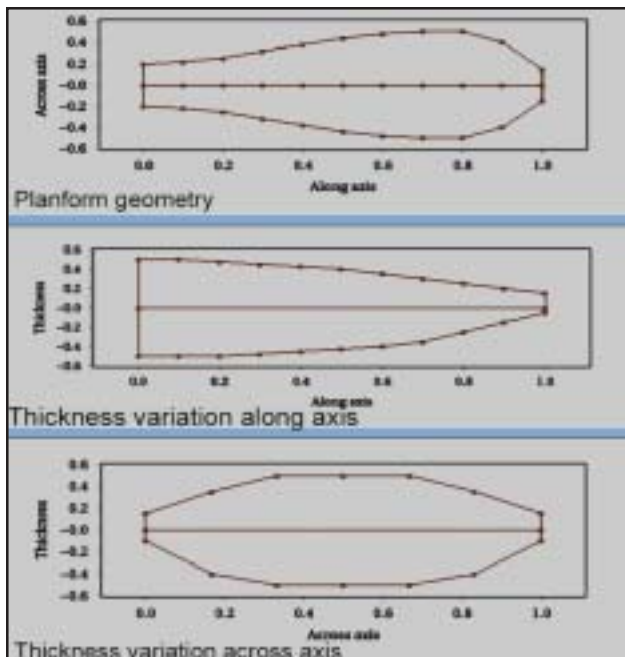 0.6
0.4
0.2
−0.0
−0.2
−0.4
−0.6
Across axis
0.0 0.2 0.4 0.6 0.8 1.0
Along axis
Planform geometry
0.6
0.4
0.2
−0.0
−0.2
−0.4
−0.6
Thickness
0.0 0.2 0.4 0.6 0.8 1.0
Along axis
Thickness variation along axis
0.6
0.4
0.2
−0.0
−0.2
−0.4
−0.6
Thickness
0.0 0.2 0.4 0.6 0.8 1.0
Across axis
Thickness variation across axis